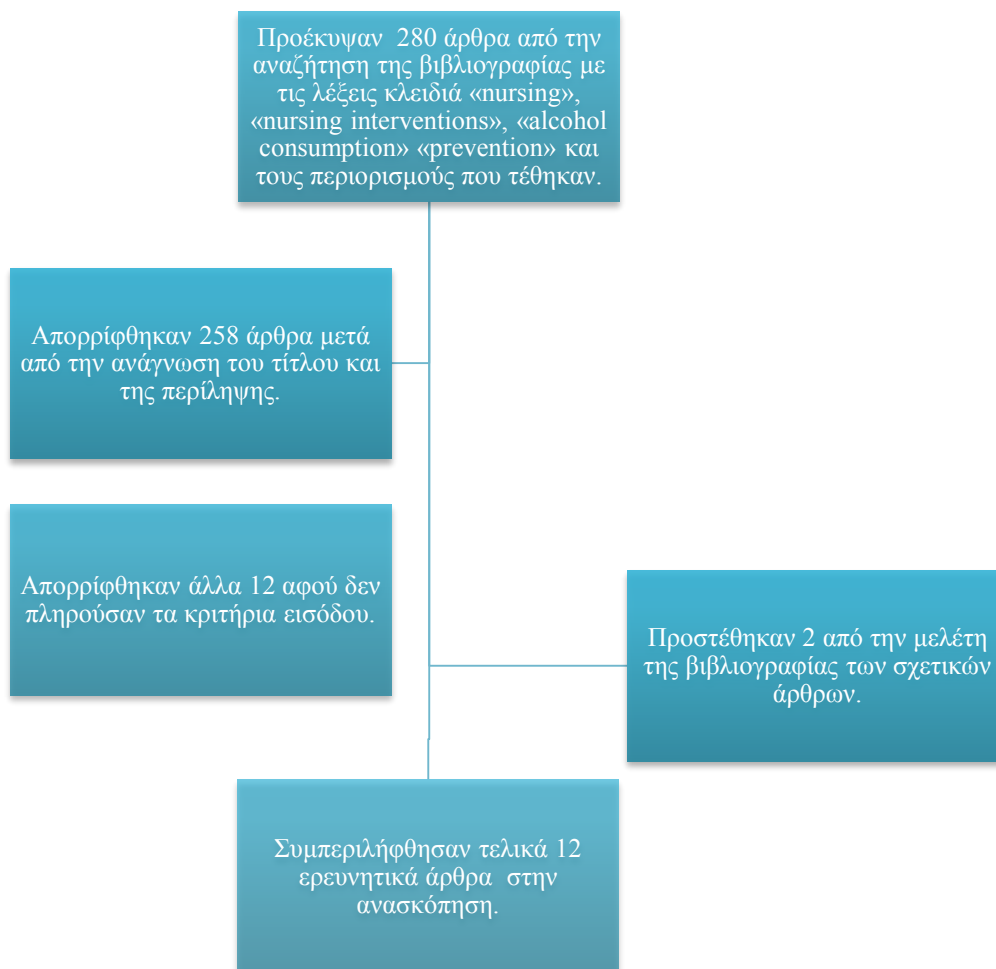 Προέκυψαν 280 άρθρα από την
αναζήτηση της βιβλιογραφίας με
τις λέξεις κλειδιά «nursing»,
«nursing interventions», «alcohol
consumption» «prevention» και
τους περιορισμούς που τέθηκαν.
Απορρίφθηκαν 258 άρθρα μετά
από την ανάγνωση του τίτλου και
της περίληψης.
Απορρίφθηκαν άλλα 12 αφού δεν
πληρούσαν τα κριτήρια εισόδου.
Προστέθηκαν 2 από την μελέτη
της βιβλιογραφίας των σχετικών
άρθρων.
Συμπεριλήφθησαν τελικά 12
ερευνητικά άρθρα στην
ανασκόπηση.